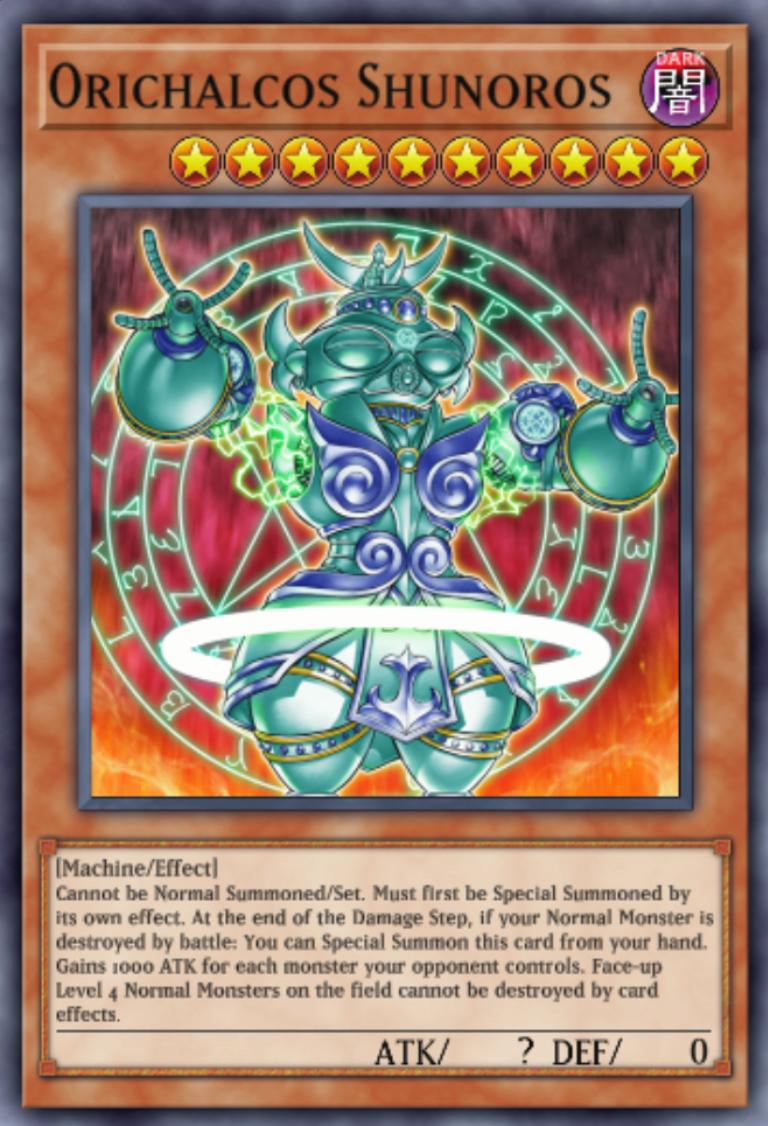 Orichalcos Shunoros
DARK
闇
[Machine/Effect]
Cannot be Normal Summoned/Set. Must first be Special Summoned by
its own effect. At the end of the Damage Step, if your Normal Monster is
destroyed by battle: You can Special Summon this card from your hand.
Gains 1000 ATK for each monster your opponent controls. Face-up
Level 4 Normal Monsters on the field cannot be destroyed by card
effects.
ATK/ ? DEF/ 0